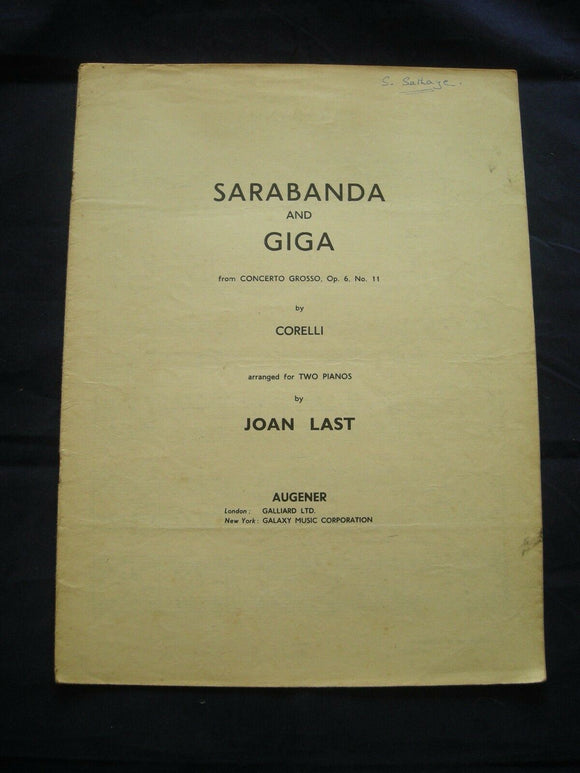 S.
SARABANDA
AND
GIGA
from CONCERTO GROSSO, Op. 6, No. 11
by
CORELLI
arranged for TWO PIANOS
by
JOAN LAST
AUGENER
London: GALLIARD LTD.
New York: GALAXY MUSIC CORPORATION